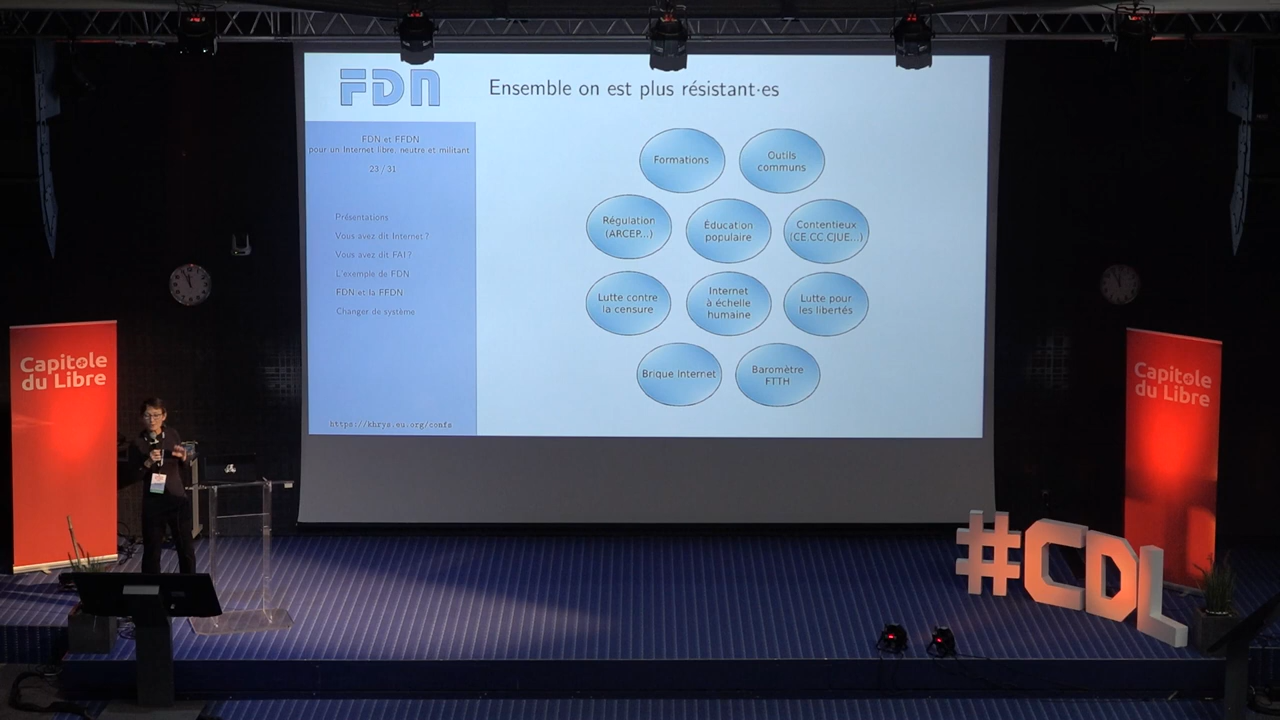 FDN
Ensemble on est plus résistant·es
FDN et FFDN
pour un Internet libre, neutre et militant
23 / 31
Présentations
Vous avez dit Internet ?
Vous avez dit FAI ?
L'exemple de FDN
FDN et la FFDN
Changer de système
https://khrys.eu.org/confs
Formations
Outils
communs
Régulation
(ARCEP...)
Éducation
populaire
Contentieux
(CE,CC,CJUE...)
Lutte contre
la censure
Internet
à échelle
humaine
Lutte pour
les libertés
Brique Internet
Baromètre
FTTH
Capitole
du Libre
Capitole
du Libre
#CDL